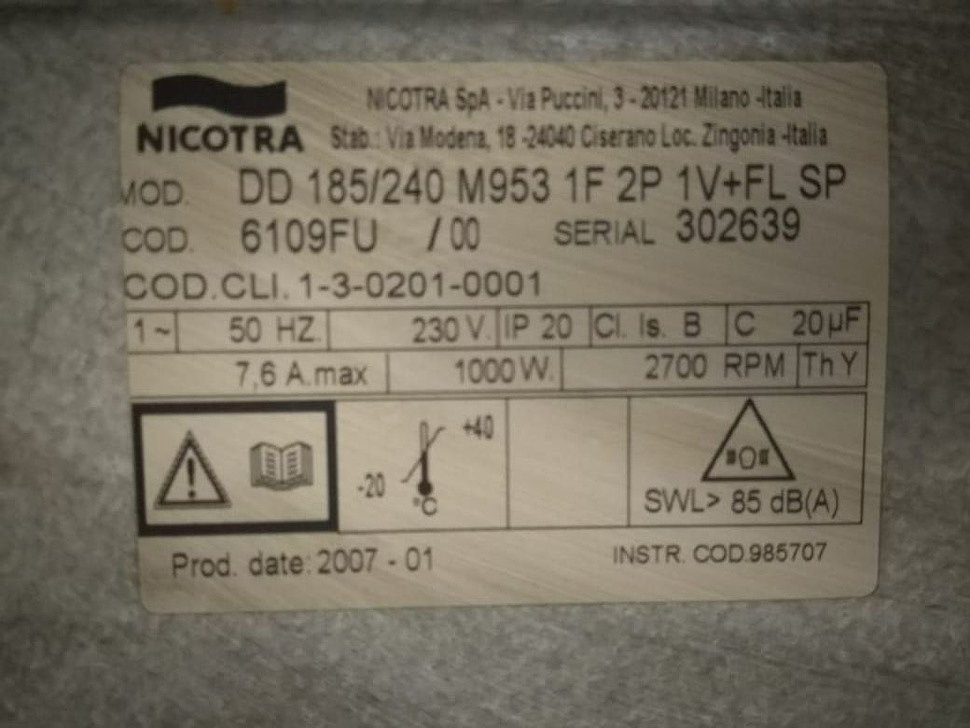 NICOTRA SpA - Via Puccini, 3 - 20121 Milano -Italia
NICOTRA Stab.: Via Modena, 18 -24040 Ciserano Loc. Zingonia -Italia
MOD. DD 185/240 M953 1F 2P 1V+FL SP
COD. 6109FU / 00 SERIAL 302639
COD.CLI. 1-3-0201-0001
1~ 50 HZ. 230 V. IP 20 Cl. Is. B C 20µF
7,6 A.max 1000W. 2700 RPM Th Y
-20 +40 °C
SWL> 85 dB(A)
Prod. date: 2007 - 01 INSTR. COD.985707